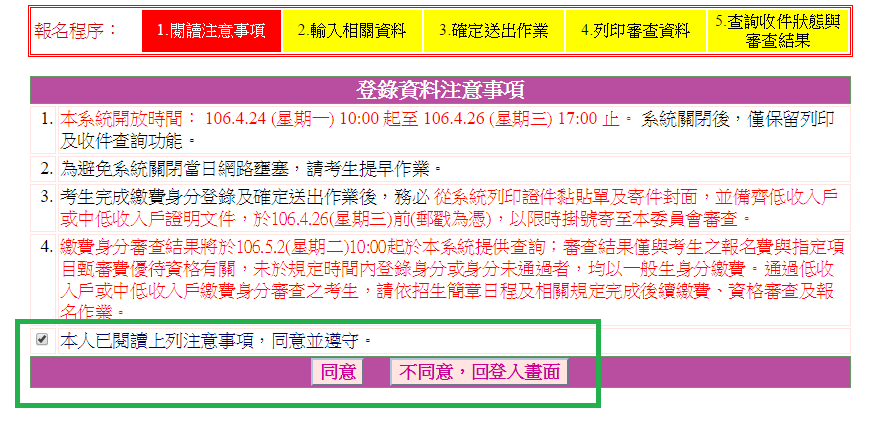 報名程序：
1.閱讀注意事項
2.輸入相關資料
3.確定送出作業
4.列印審查資料
5.查詢收件狀態與
審查結果
登錄資料注意事項
1. 本系統開放時間： 106.4.24 (星期一) 10:00 起至 106.4.26 (星期三) 17:00 止。 系統關閉後，僅保留列印
及收件查詢功能。
2. 為避免系統關閉當日網路壅塞，請考生提早作業。
3. 考生完成繳費身分登錄及確定送出作業後，務必 從系統列印證件黏貼單及寄件封面，並備齊低收入戶
或中低收入戶證明文件，於106.4.26(星期三)前(郵戳為憑)，以限時掛號寄至本委員會審查。
4. 繳費身分審查結果將於106.5.2(星期二)10:00起於本系統提供查詢；審查結果僅與考生之報名費與指定項
目甄審費優待資格有關，未於規定時間內登錄身分或身分未通過者，均以一般生身分繳費。通過低收
入戶或中低收入戶繳費身分審查之考生，請依招生簡章日程及相關規定完成後續繳費、資格審查及報
名作業。
本人已閱讀上列注意事項，同意並遵守。
同意 不同意，回登入畫面